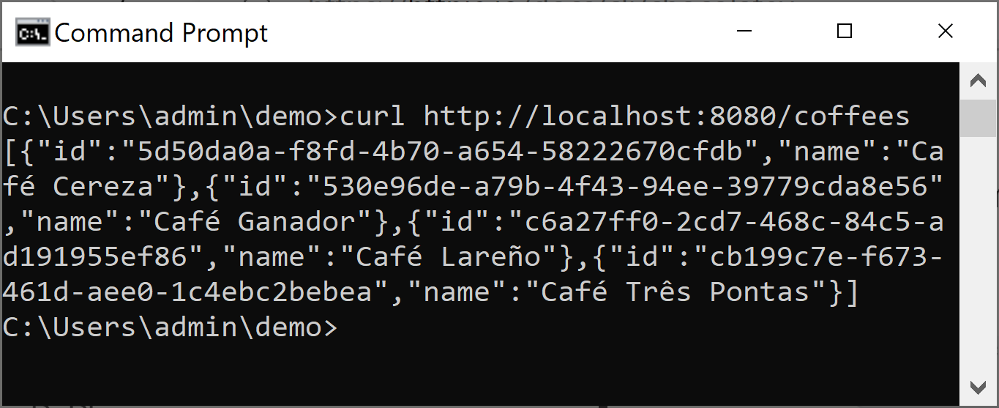 Command Prompt
C:\Users\admin\demo>curl http://localhost:8080/coffees
[{"id":"5d50da0a-f8fd-4b70-a654-58222670cfdb","name":"Ca
fé Cereza"},{"id":"530e96de-a79b-4f43-94ee-39779cda8e56"
,"name":"Café Ganador"},{"id":"c6a27ff0-2cd7-468c-84c5-a
d191955ef86","name":"Café Lareño"},{"id":"cb199c7e-f673-
461d-aee0-1c4ebc2bebea","name":"Café Três Pontas"}]
C:\Users\admin\demo>